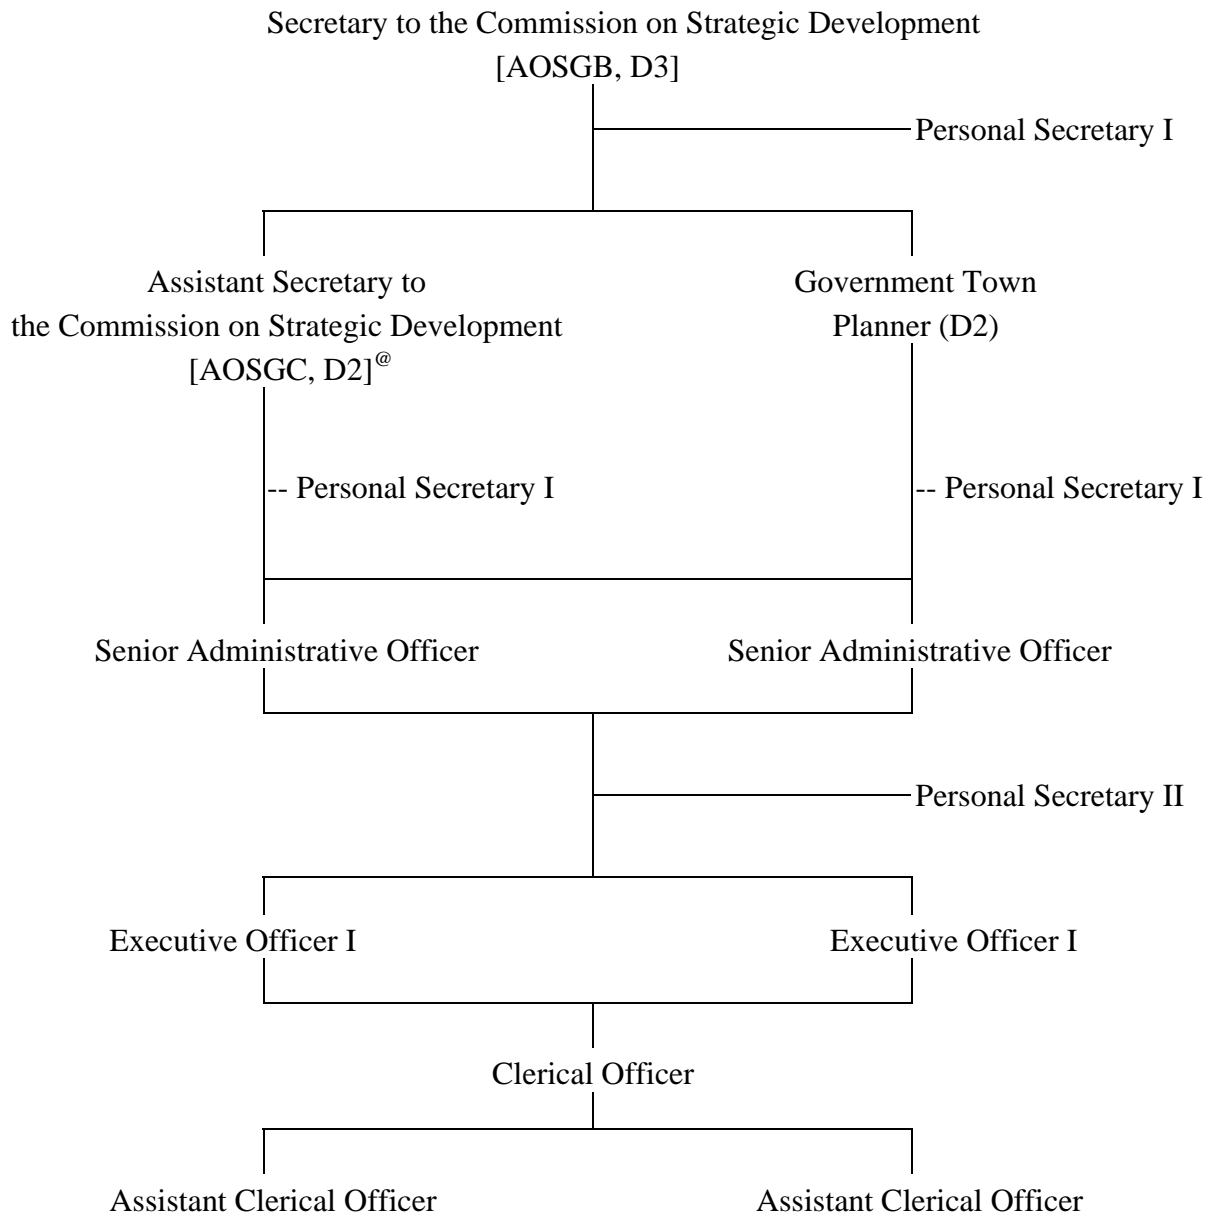 Secretary to the Commission on Strategic Development
[AOSGB, D3]
Personal Secretary I
Assistant Secretary to
the Commission on Strategic Development
[AOSGC, D2]@
Government Town
Planner (D2)
-- Personal Secretary I
-- Personal Secretary I
Senior Administrative Officer
Senior Administrative Officer
Personal Secretary II
Executive Officer I
Executive Officer I
Clerical Officer
Assistant Clerical Officer
Assistant Clerical Officer